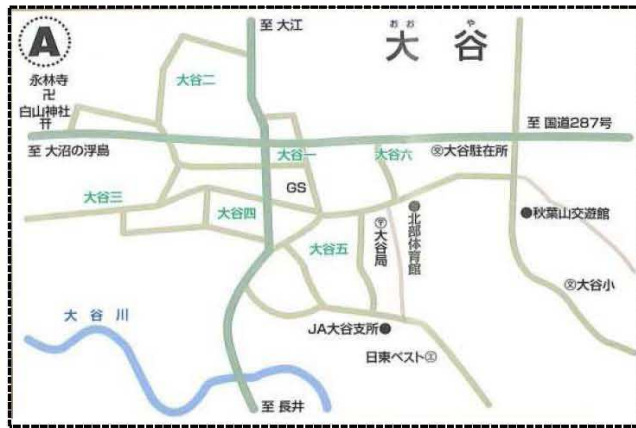 A
至 大江
おお や
大 谷
永林寺
卍
白山神社
大谷二
至 国道287号
至 大沼の浮島
大谷一
大谷六
㊫大谷駐在所
GS
大谷三
大谷四
大谷五
〒大谷局
北部体育館
秋葉山交遊館
㊫大谷小
大 谷 川
JA大谷支所
日東ベスト㊓
至 長井